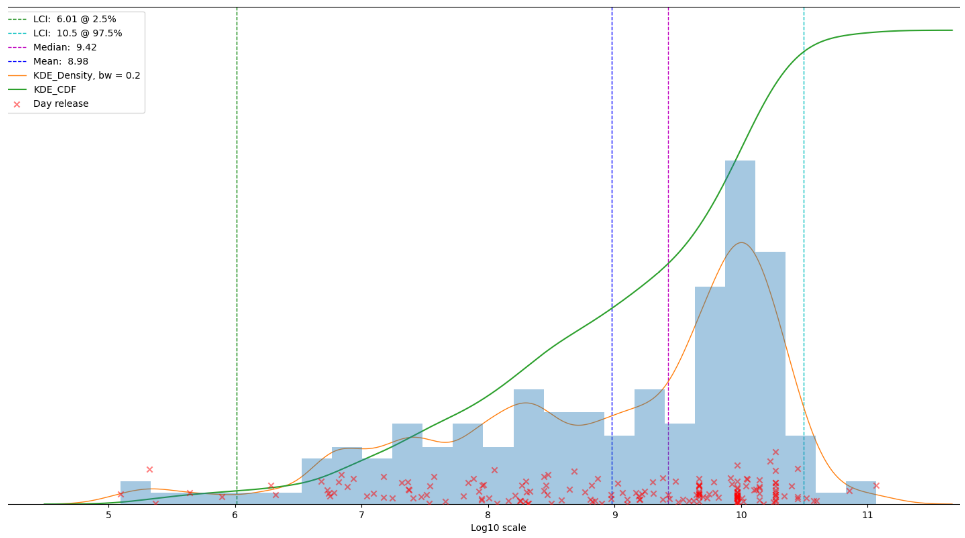 LCI:  6.01 @ 2.5%
LCI:  10.5 @ 97.5%
Median:  9.42
Mean:  8.98
KDE_Density, bw = 0.2
KDE_CDF
Day release
5 6 7 8 9 10 11
Log10 scale